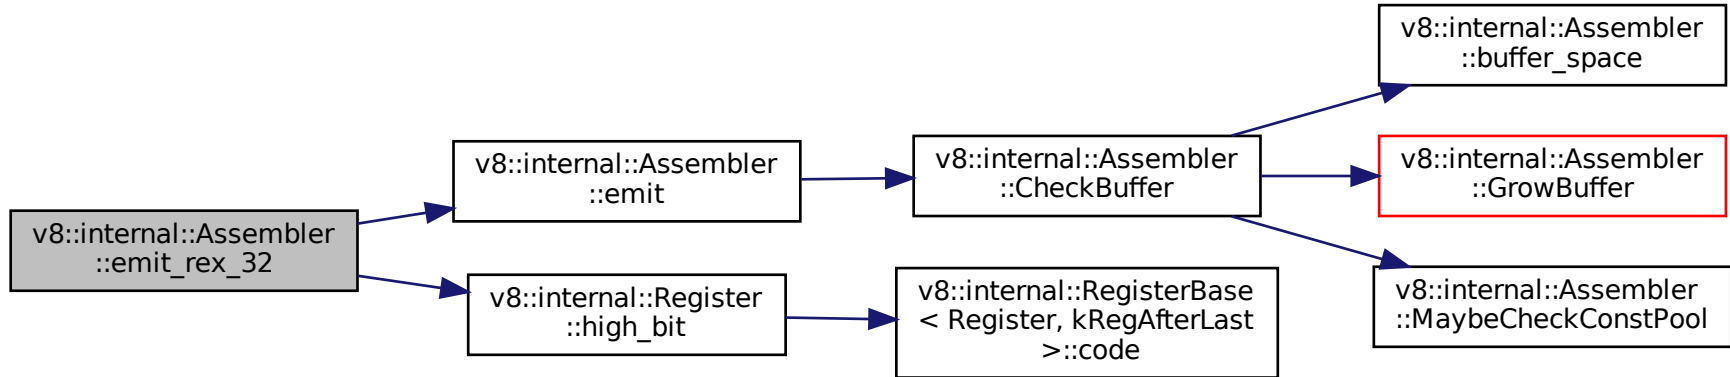 v8::internal::Assembler
::emit_rex_32
v8::internal::Assembler
::emit
v8::internal::Register
::high_bit
v8::internal::Assembler
::CheckBuffer
v8::internal::RegisterBase
< Register, kRegAfterLast
>::code
v8::internal::Assembler
::buffer_space
v8::internal::Assembler
::GrowBuffer
v8::internal::Assembler
::MaybeCheckConstPool